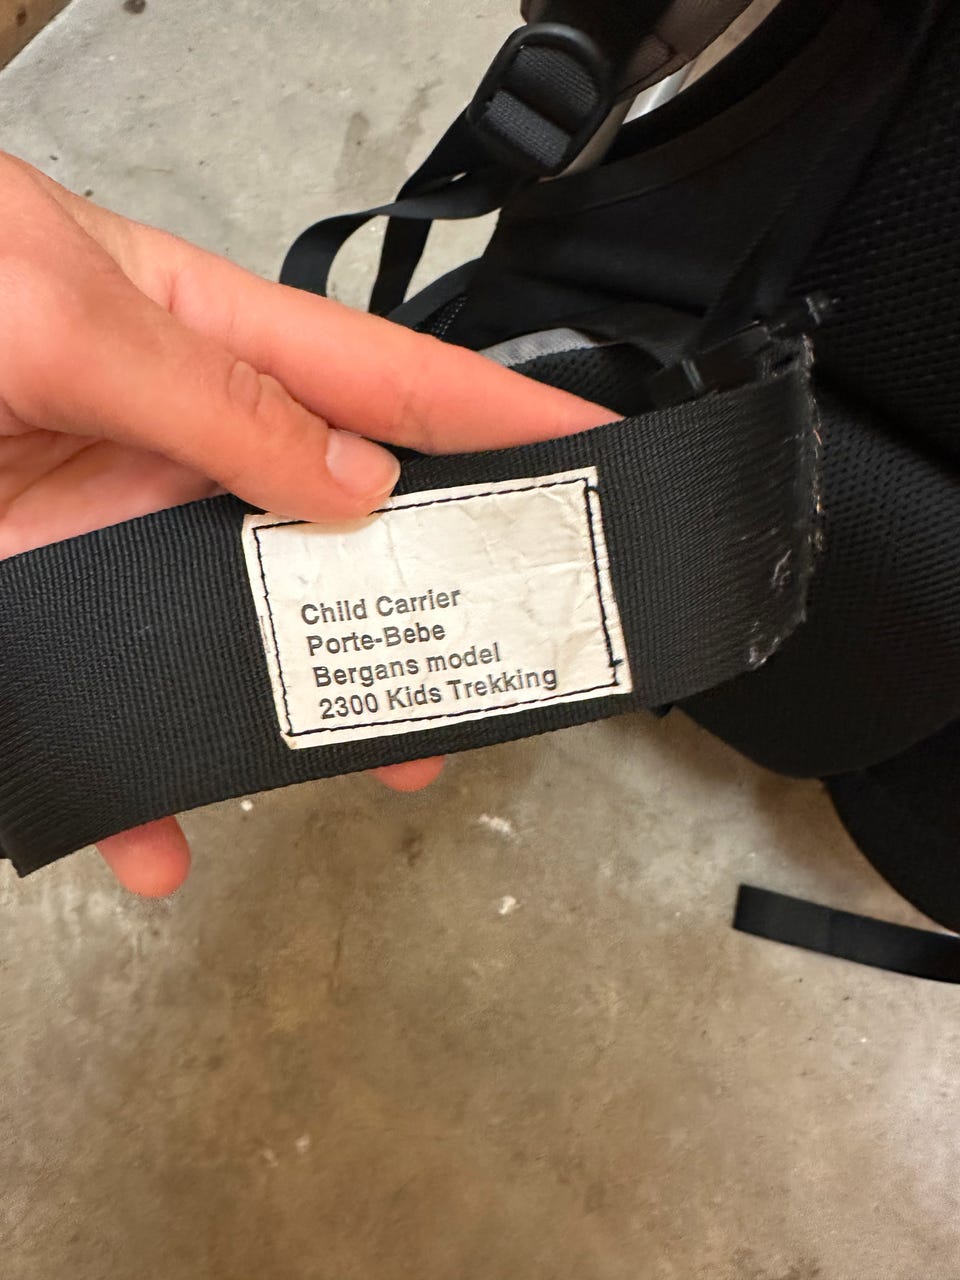 Child Carrier
Porte-Bebe
Bergans model
2300 Kids Trekking